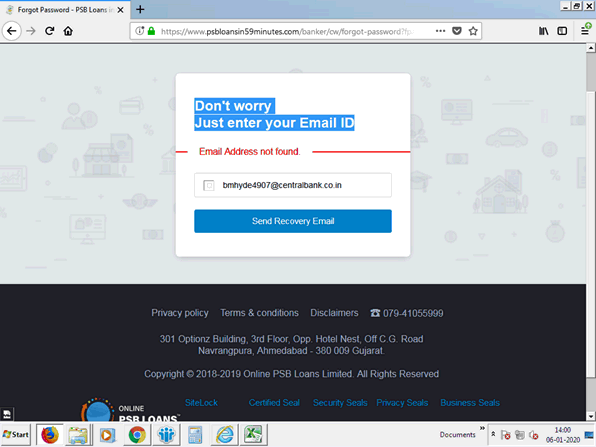 Forgot Password - PSB Loans in
https://www.psbloansin59minutes.com/banker/cw/forgot-password?
Don't worry
Just enter your Email ID
Email Address not found.
bmhyde4907@centralbank.co.in
Send Recovery Email
Privacy policy Terms & conditions Disclaimers 079-41055999
301 Optionz Building, 3rd Floor, Opp. Hotel Nest, Off C.G. Road
Navrangpura, Ahmedabad - 380 009 Gujarat.
Copyright © 2018-2019 Online PSB Loans Limited. All Rights Reserved
ONLINE
PSB LOANS
SiteLock Certified Seal Security Seals Privacy Seals Business Seals
Start
Documents
14:00
06-01-2020